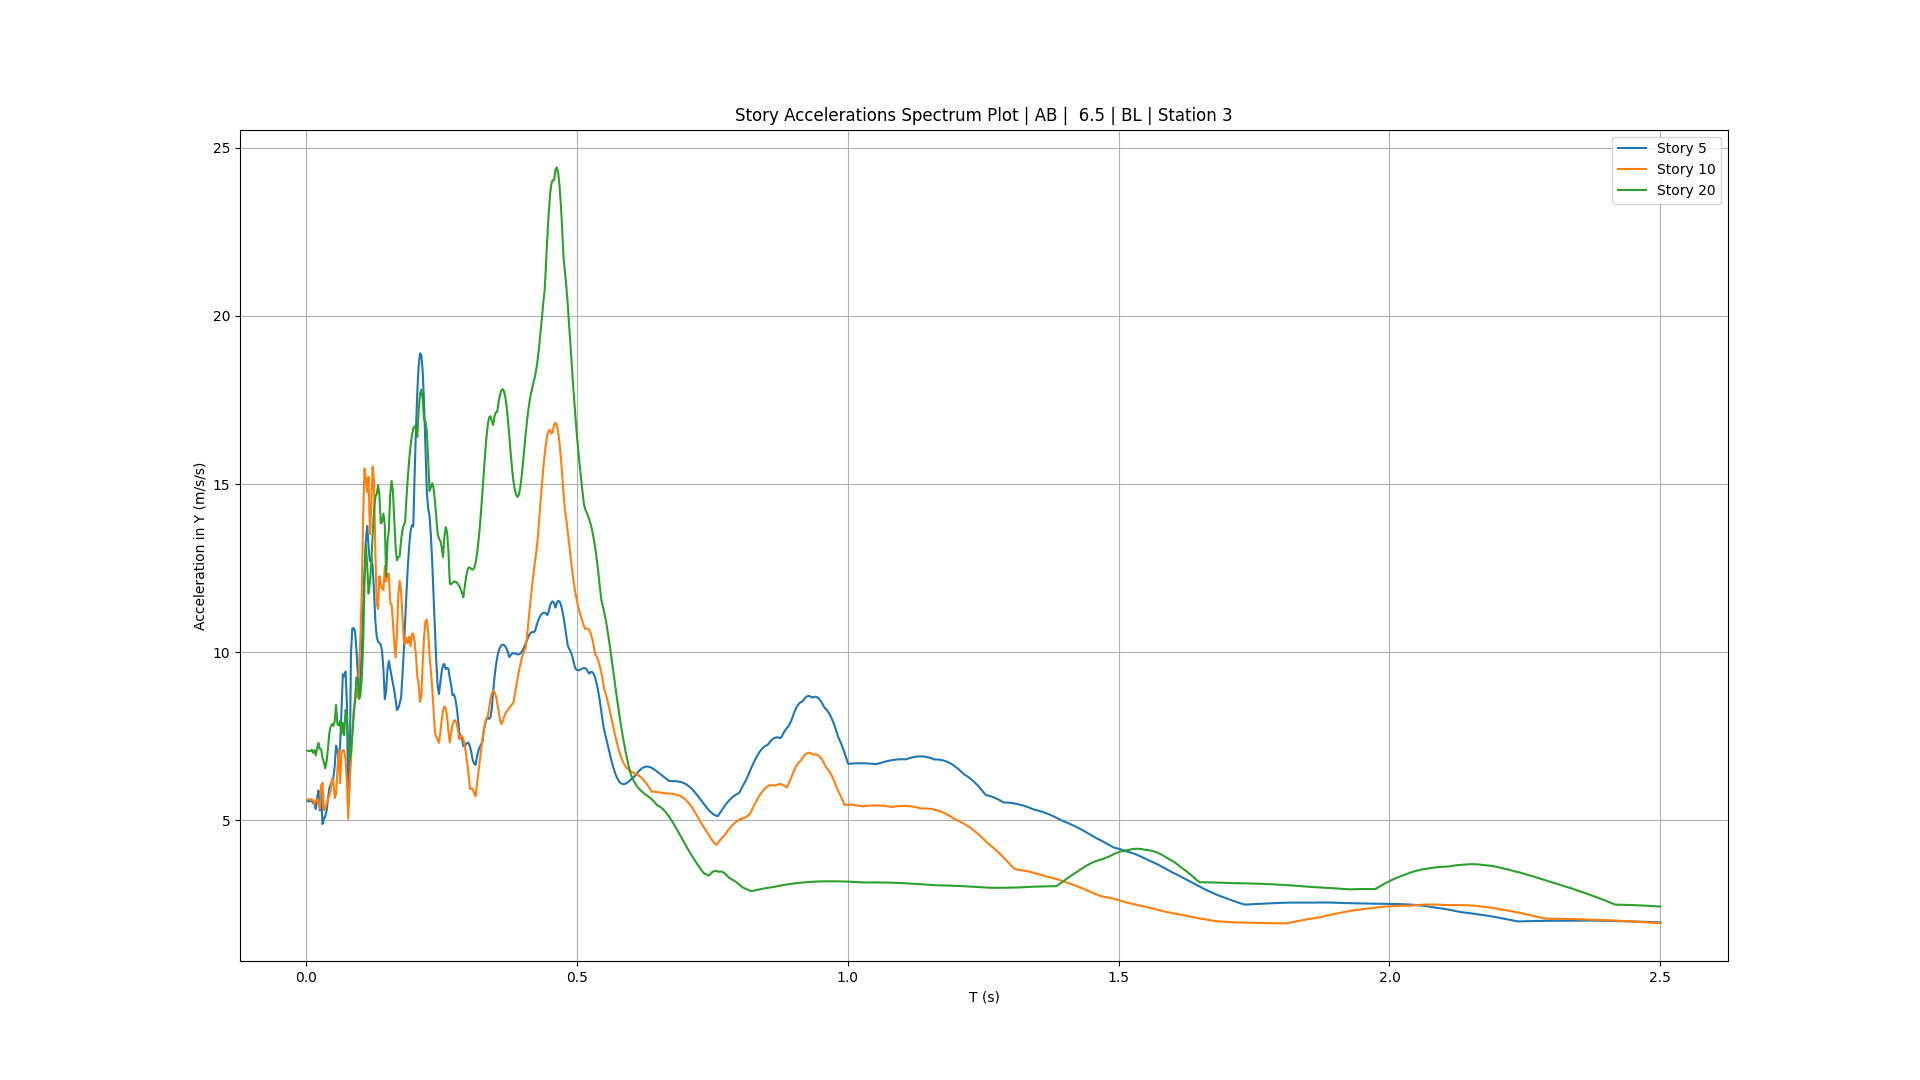 Story Accelerations Spectrum Plot | AB |  6.5 | BL | Station 3
Story 5
Story 10
Story 20
Acceleration in Y (m/s/s)
25
20
15
10
5
0.0
0.5
1.0
1.5
2.0
2.5
T (s)